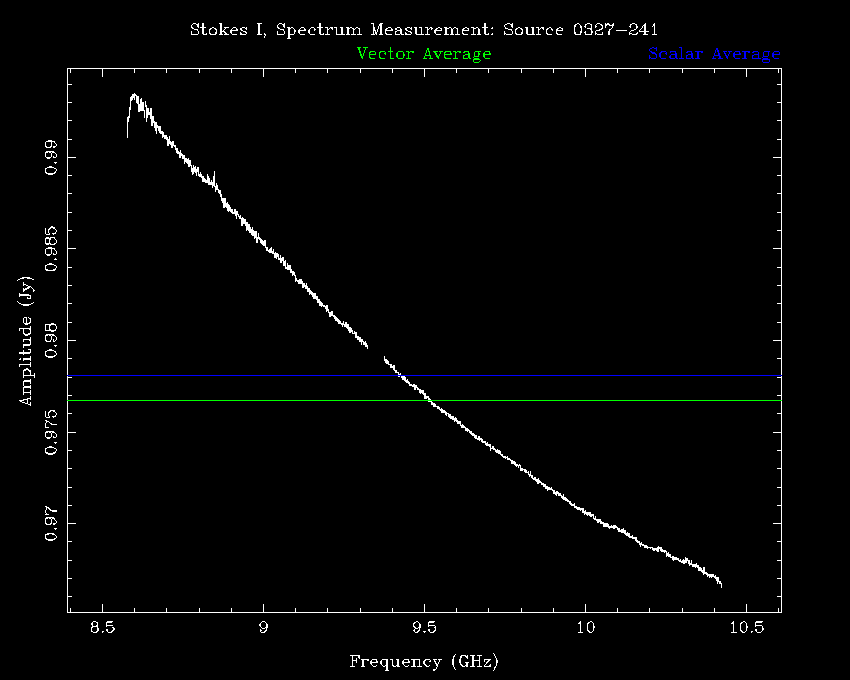 Stokes I, Spectrum Measurement: Source 0327-241
Vector Average Scalar Average
0.99
0.985
0.98
0.975
0.97
Amplitude (Jy)
8.5 9 9.5 10 10.5
Frequency (GHz)